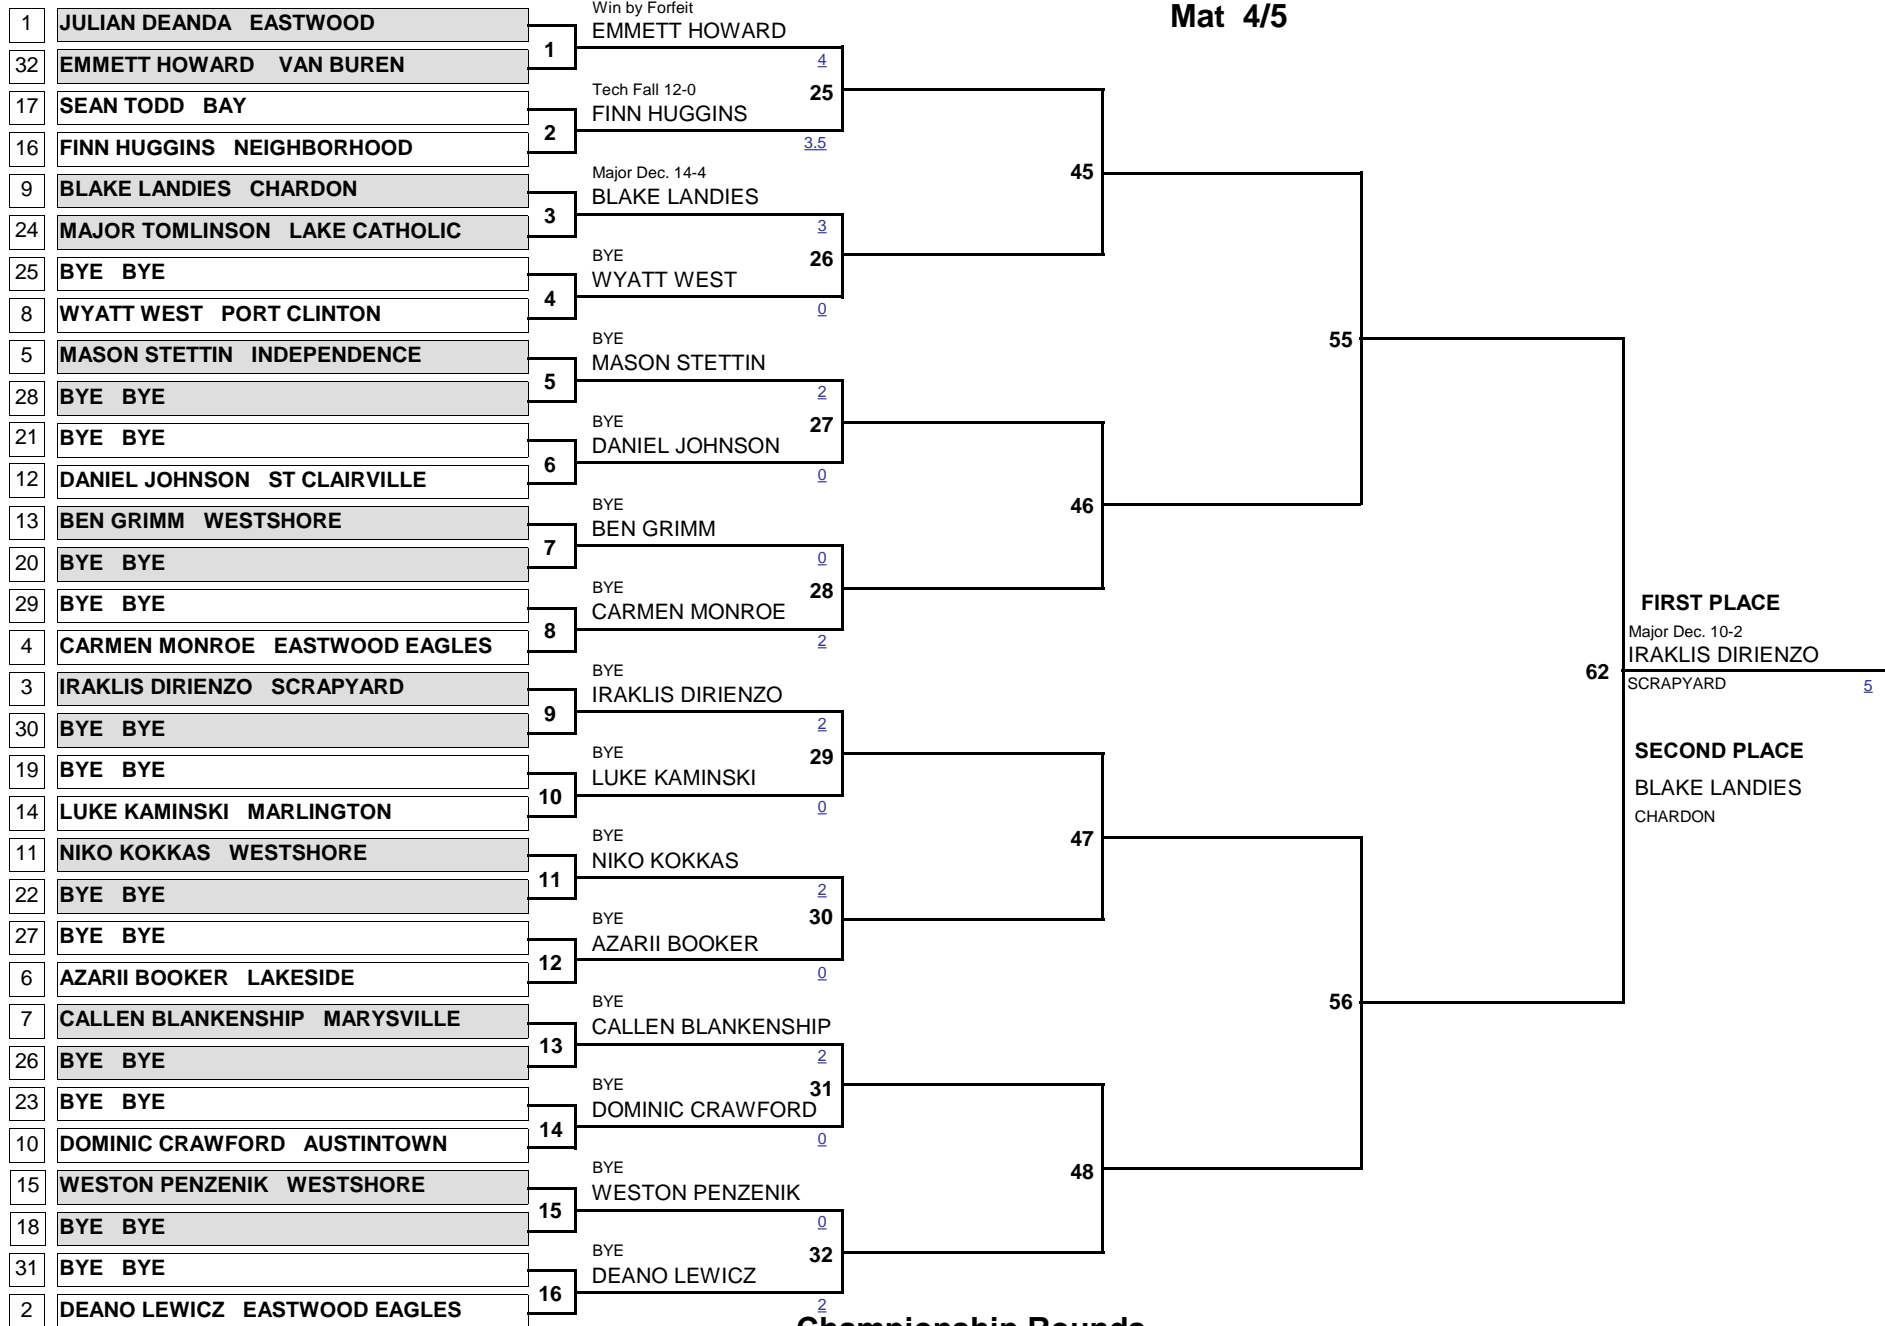 Mat 4/5
1 JULIAN DEANDA EASTWOOD
32 EMMETT HOWARD VAN BUREN
17 SEAN TODD BAY
16 FINN HUGGINS NEIGHBORHOOD
9 BLAKE LANDIES CHARDON
24 MAJOR TOMLINSON LAKE CATHOLIC
25 BYE BYE
8 WYATT WEST PORT CLINTON
5 MASON STETTIN INDEPENDENCE
28 BYE BYE
21 BYE BYE
12 DANIEL JOHNSON ST CLAIRVILLE
13 BEN GRIMM WESTSHORE
20 BYE BYE
29 BYE BYE
4 CARMEN MONROE EASTWOOD EAGLES
3 IRAKLIS DIRIENZO SCRAPYARD
30 BYE BYE
19 BYE BYE
14 LUKE KAMINSKI MARLINGTON
11 NIKO KOKKAS WESTSHORE
22 BYE BYE
27 BYE BYE
6 AZARII BOOKER LAKESIDE
7 CALLEN BLANKENSHIP MARYSVILLE
26 BYE BYE
23 BYE BYE
10 DOMINIC CRAWFORD AUSTINTOWN
15 WESTON PENZENIK WESTSHORE
18 BYE BYE
31 BYE BYE
2 DEANO LEWICZ EASTWOOD EAGLES
1
2
3
4
5
6
7
8
9
10
11
12
13
14
15
16
Win by Forfeit
EMMETT HOWARD
4
25
Tech Fall 12-0
FINN HUGGINS
3.5
Major Dec. 14-4
BLAKE LANDIES
3
26
BYE
WYATT WEST
0
BYE
MASON STETTIN
2
27
BYE
DANIEL JOHNSON
0
BYE
BEN GRIMM
0
28
BYE
CARMEN MONROE
2
BYE
IRAKLIS DIRIENZO
2
29
BYE
LUKE KAMINSKI
0
BYE
NIKO KOKKAS
2
30
BYE
AZARII BOOKER
0
BYE
CALLEN BLANKENSHIP
2
31
BYE
DOMINIC CRAWFORD
0
BYE
WESTON PENZENIK
0
32
BYE
DEANO LEWICZ
2
45
46
47
48
55
56
62
FIRST PLACE
Major Dec. 10-2
IRAKLIS DIRIENZO
SCRAPYARD 5
SECOND PLACE
BLAKE LANDIES
CHARDON
Championship Rounds